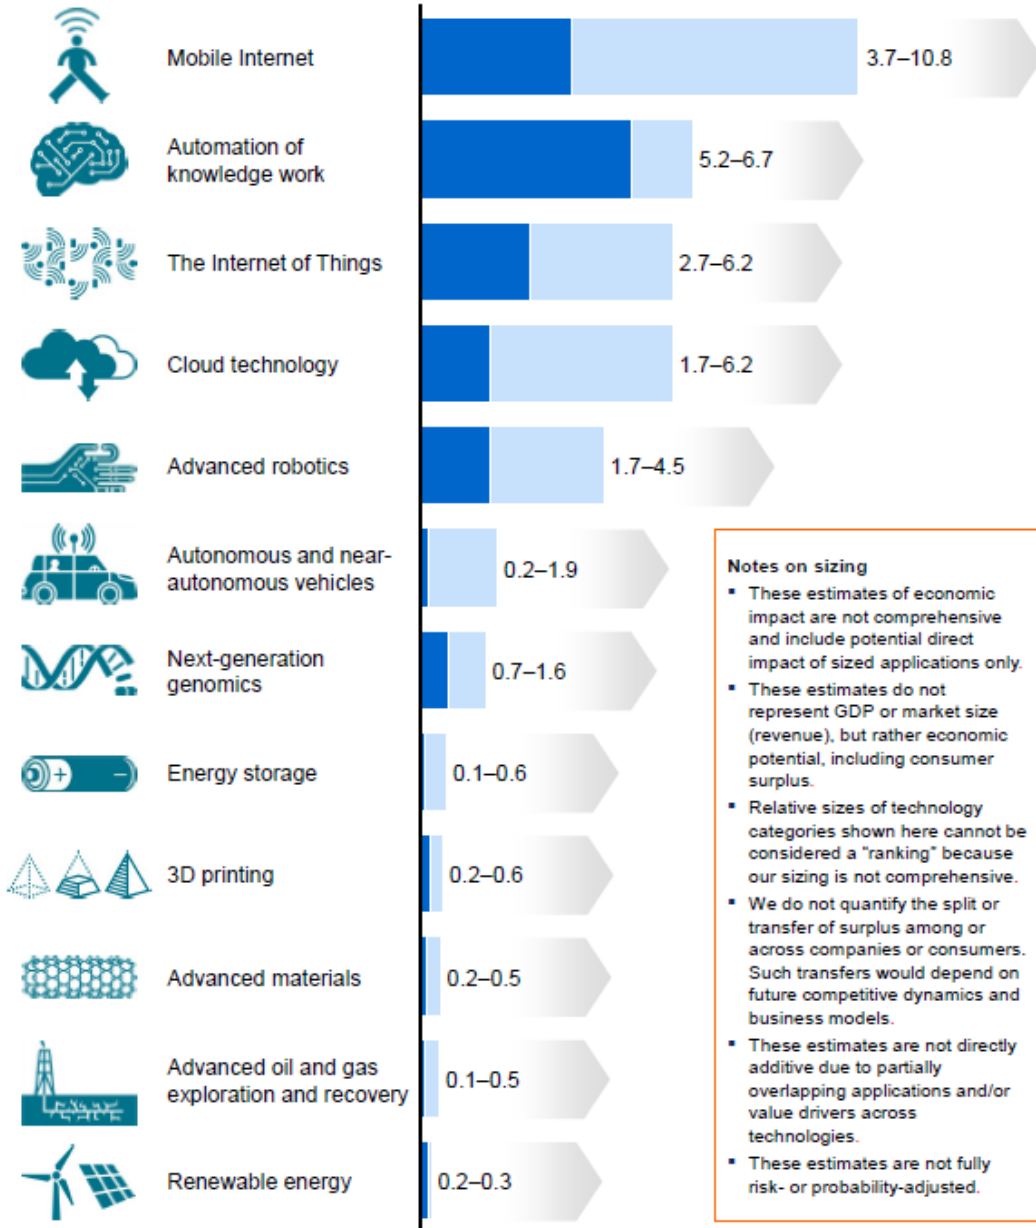 Mobile Internet
3.7–10.8
Automation of
knowledge work
5.2–6.7
The Internet of Things
2.7–6.2
Cloud technology
1.7–6.2
Advanced robotics
1.7–4.5
Autonomous and near-
autonomous vehicles
0.2–1.9
Next-generation
genomics
0.7–1.6
Energy storage
0.1–0.6
3D printing
0.2–0.6
Advanced materials
0.2–0.5
Advanced oil and gas
exploration and recovery
0.1–0.5
Renewable energy
0.2–0.3
Notes on sizing
▪ These estimates of economic
impact are not comprehensive
and include potential direct
impact of sized applications only.
▪ These estimates do not
represent GDP or market size
(revenue), but rather economic
potential, including consumer
surplus.
▪ Relative sizes of technology
categories shown here cannot be
considered a "ranking" because
our sizing is not comprehensive.
▪ We do not quantify the split or
transfer of surplus among or
across companies or consumers.
Such transfers would depend on
future competitive dynamics and
business models.
▪ These estimates are not directly
additive due to partially
overlapping applications and/or
value drivers across
technologies.
▪ These estimates are not fully
risk- or probability-adjusted.